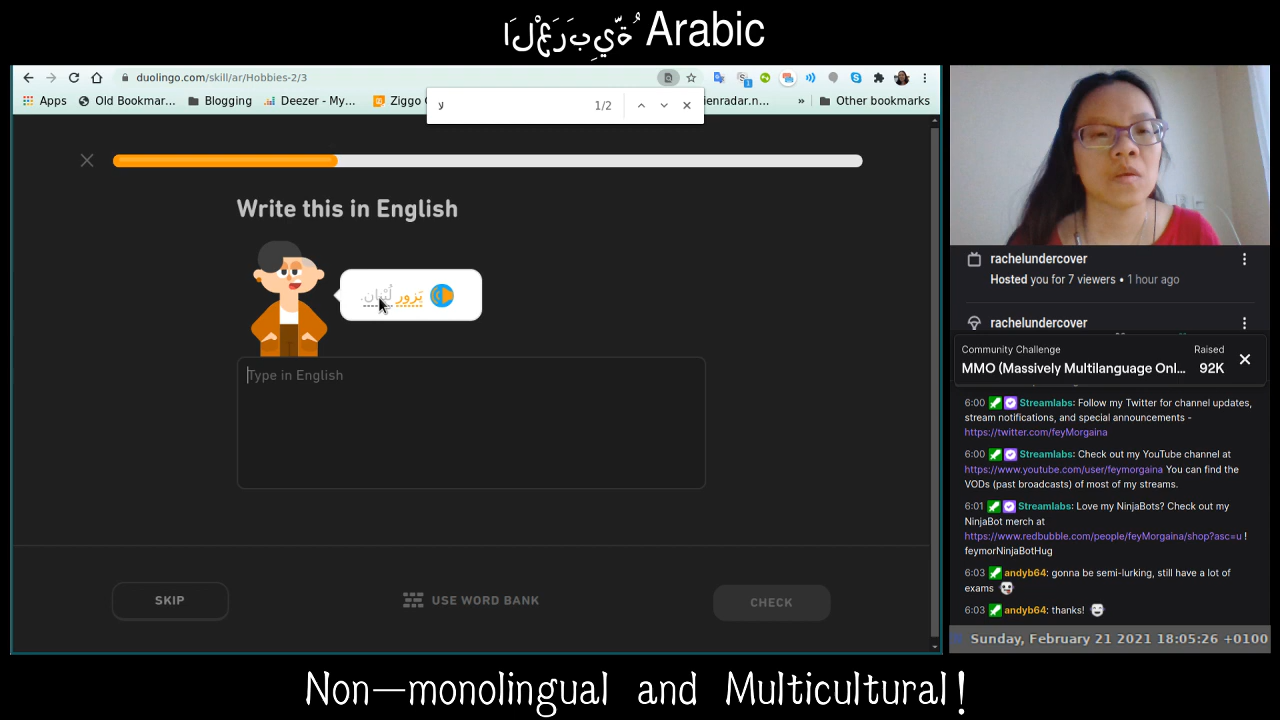 اَلْعَرَبِيَّةُ Arabic
duolingo.com/skill/ar/Hobbies-2/3
Apps
Old Bookmar...
Blogging
Deezer - My...
Ziggo
ienradar.n...
»
Other bookmarks
1/2
Write this in English
يَزور لُبْنان.
Type in English
SKIP
USE WORD BANK
CHECK
rachelundercover
Hosted you for 7 viewers • 1 hour ago
rachelundercover
Community Challenge
Raised
MMO (Massively Multilanguage Onl...
92K
6:00 Streamlabs: Follow my Twitter for channel updates,
stream notifications, and special announcements -
https://twitter.com/feyMorgaina
6:00 Streamlabs: Check out my YouTube channel at
https://www.youtube.com/user/feymorgaina You can find the
VODs (past broadcasts) of most of my streams.
6:01 Streamlabs: Love my NinjaBots? Check out my
NinjaBot merch at
https://www.redbubble.com/people/feyMorgaina/shop?asc=u !
feymorNinjaBotHug
6:03 andyb64: gonna be semi-lurking, still have a lot of
exams
6:03 andyb64: thanks!
Sunday, February 21 2021 18:05:26 +0100
Non-monolingual and Multicultural!